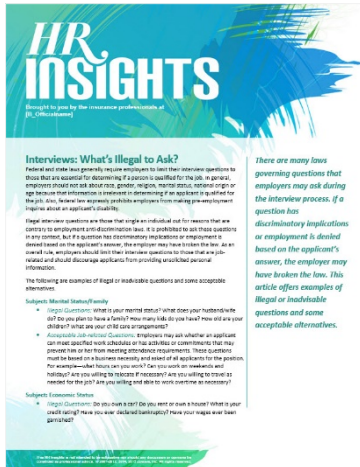 HR
INSIGHTS
Brought to you by the insurance professionals at
[B_Officialname]
Interviews: What's Illegal to Ask?
Federal and state laws generally require employers to limit their interview questions to
those that are essential for determining if a person is qualified for the job. In general,
employers should not ask about race, gender, religion, marital status, national origin or
age because that information is irrelevant in determining if an applicant is qualified for
the job. Also, federal law expressly prohibits employers from making pre-employment
inquiries about an applicant's disability.
Illegal interview questions are those that single an individual out for reasons that are
contrary to employment anti-discrimination laws. It is prohibited to ask these questions
in any context, but if a question has discriminatory implications or employment is
denied based on the applicant's answer, the employer may have broken the law. As an
overall rule, employers should limit their interview questions to those that are job-
related and should discourage applicants from providing unsolicited personal
information.
The following are examples of illegal or inadvisable questions and some acceptable
alternatives.
Subject: Marital Status/Family
Illegal Questions: What is your marital status? What does your husband/wife
do? Do you plan to have a family? How many kids do you have? How old are your
children? What are your child care arrangements?
Acceptable Job-related Questions: Employers may ask whether an applicant
can meet specified work schedules or has activities or commitments that may
prevent him or her from meeting attendance requirements. These questions
must be based on a business necessity and asked of all applicants for the position.
For example—what hours can you work? Can you work on weekends and
holidays? Are you willing to relocate if necessary? Are you willing to travel as
needed for the job? Are you willing and able to work overtime as necessary?
Subject: Economic Status
Illegal Questions: Do you own a car? Do you rent or own a house? What is your
credit rating? Have you ever declared bankruptcy? Have your wages ever been
garnished?
There are many laws
governing questions that
employers may ask during
the interview process. If a
question has
discriminatory implications
or employment is denied
based on the applicant's
answer, the employer may
have broken the law. This
article offers examples of
illegal or inadvisable
questions and some
acceptable alternatives.